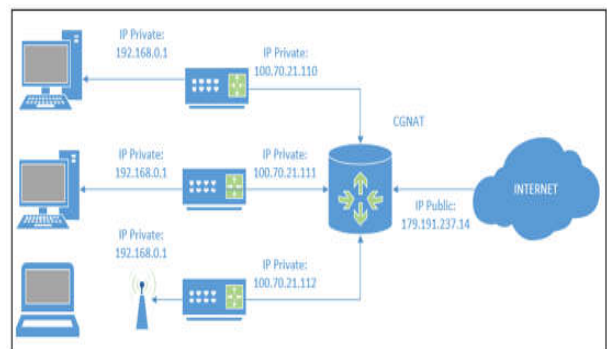 IP Private:
192.168.0.1
IP Private:
100.70.21.110
CGNAT
IP Private:
192.168.0.1
IP Private:
100.70.21.111
IP Public:
179.191.237.14
INTERNET
IP Private:
192.168.0.1
IP Private:
100.70.21.112